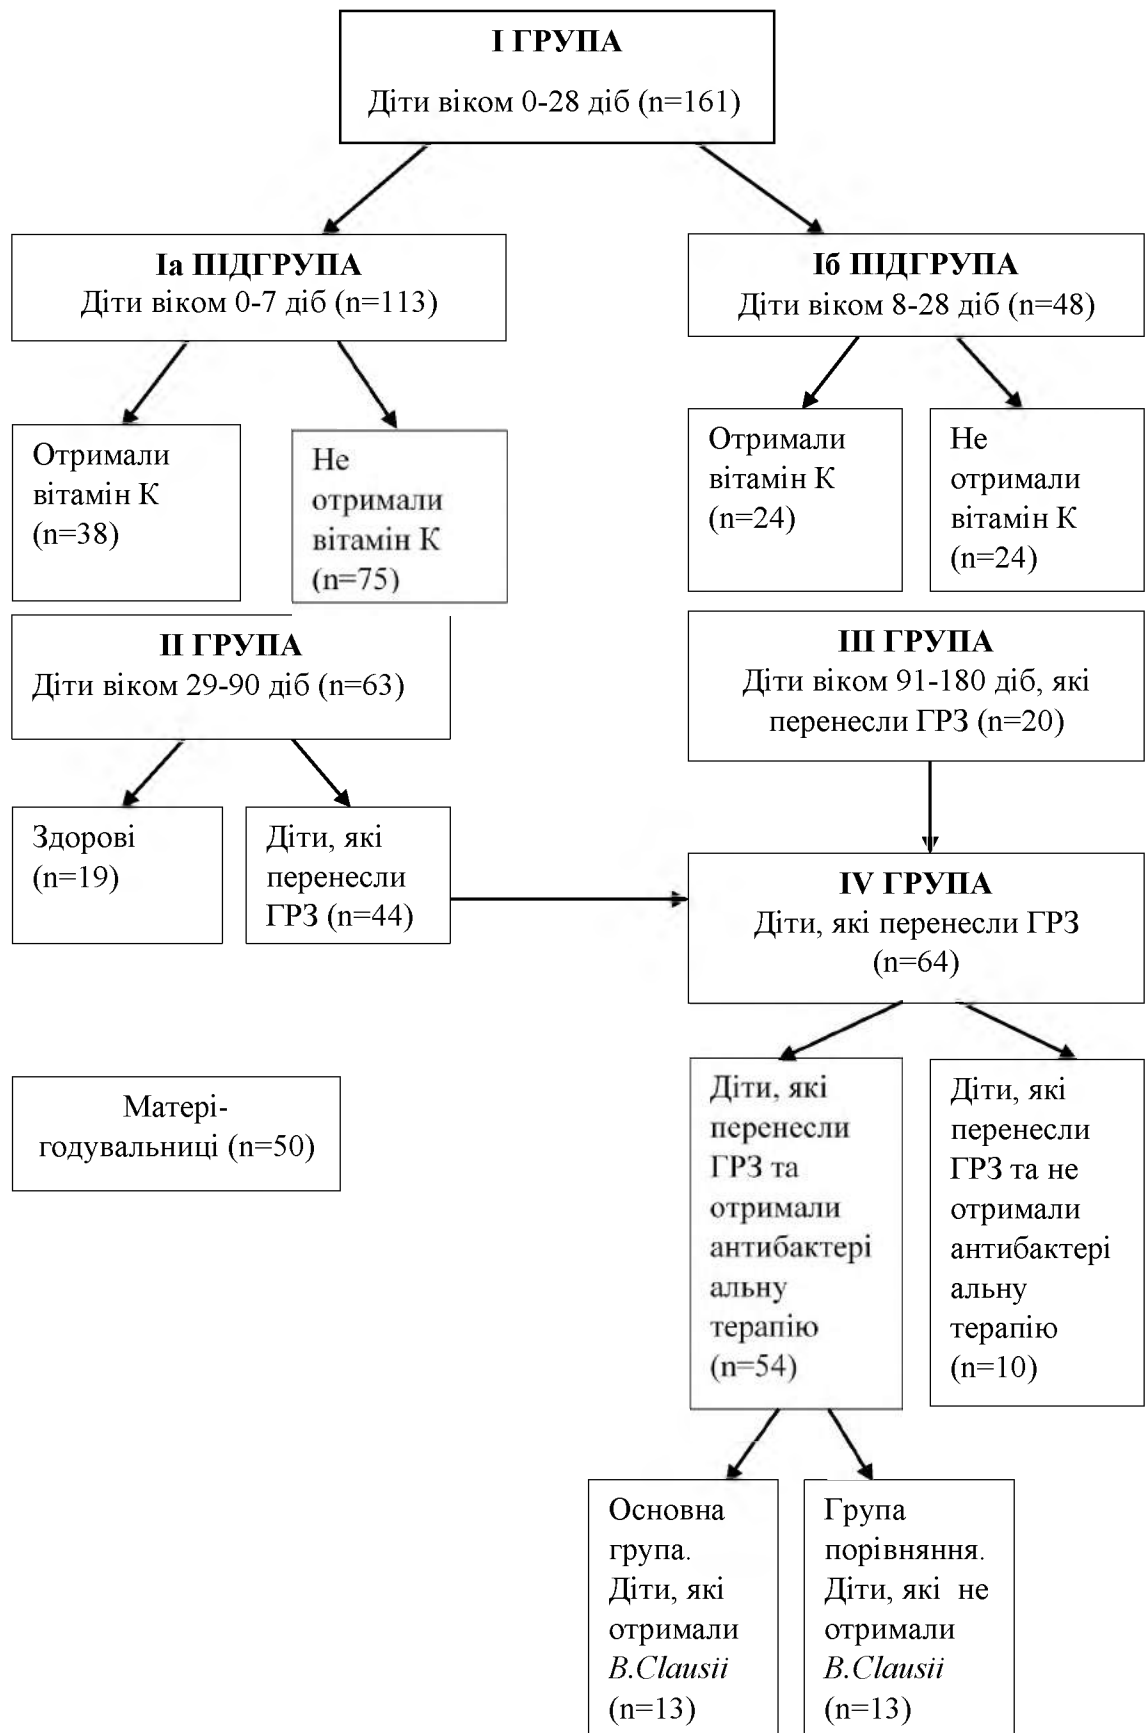 І ГРУПА
Діти віком 0-28 діб (n=161)
Іа ПІДГРУПА
Діти віком 0-7 діб (n=113)
Іб ПІДГРУПА
Діти віком 8-28 діб (n=48)
Отримали
вітамін К
(n=38)
Не
отримали
вітамін К
(n=75)
Отримали
вітамін К
(n=24)
Не
отримали
вітамін К
(n=24)
ІІ ГРУПА
Діти віком 29-90 діб (n=63)
ІІІ ГРУПА
Діти віком 91-180 діб, які
перенесли ГРЗ (n=20)
Здорові
(n=19)
Діти, які
перенесли
ГРЗ (n=44)
IV ГРУПА
Діти, які перенесли ГРЗ
(n=64)
Матері-
годувальниці (n=50)
Діти, які
перенесли
ГРЗ та
отримали
антибактері
альну
терапію
(n=54)
Діти, які
перенесли
ГРЗ та не
отримали
антибактері
альну
терапію
(n=10)
Основна
група.
Діти, які
отримали
B.Clausii
(n=13)
Група
порівняння.
Діти, які не
отримали
B.Clausii
(n=13)